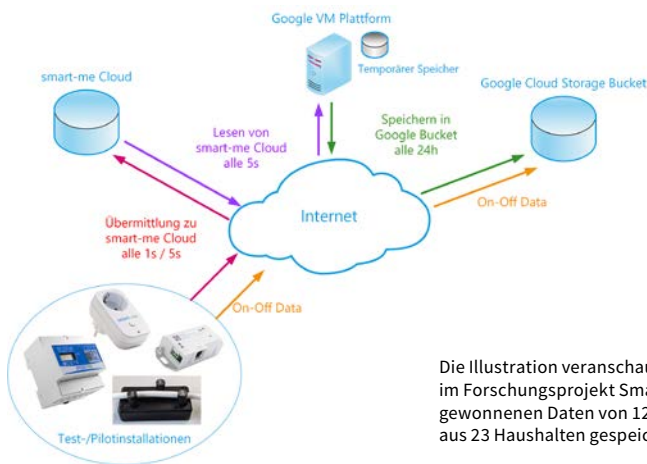 Google VM Plattform
Temporärer Speicher
smart-me Cloud
Google Cloud Storage Bucket
Lesen von
smart-me Cloud
alle 5s
Speichern in
Google Bucket
alle 24h
Internet
On-Off Data
Übermittlung zu
smart-me Cloud
alle 1s / 5s
On-Off Data
Test-/Pilotinstallationen
Die Illustration veranschau
im Forschungsprojekt Sma
gewonnenen Daten von 12
aus 23 Haushalten gespeic